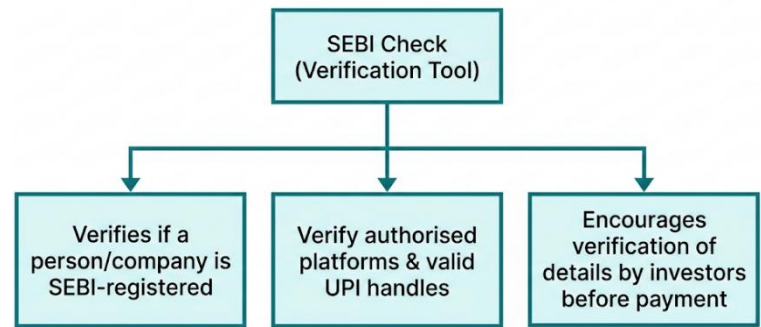 SEBI Check
(Verification Tool)
Verifies if a
person/company is
SEBI-registered
Verify authorised
platforms & valid
UPI handles
Encourages
verification of
details by investors
before payment